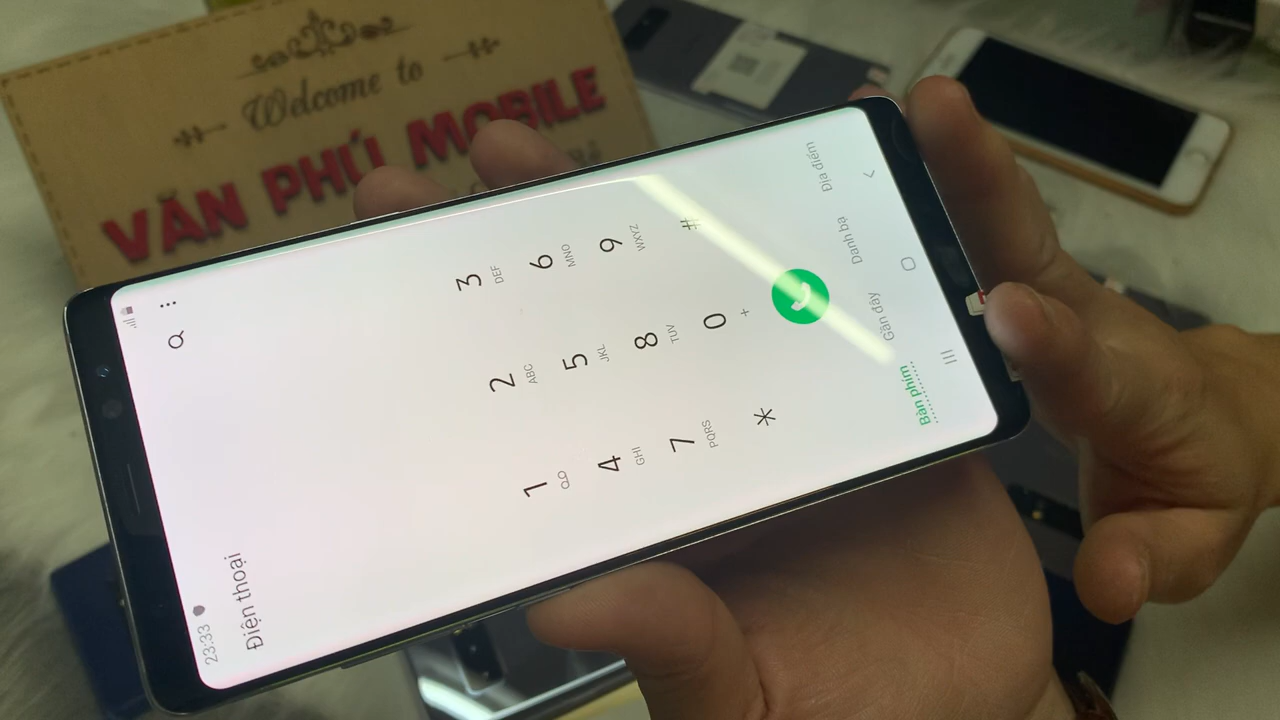 Welcome to
VĂN PHÚ MOBILE
23:33
Điện thoại
1
2 ABC
3 DEF
4 GHI
5 JKL
6 MNO
7 PQRS
8 TUV
9 WXYZ
*
0 +
#
Bàn phím Gần đây Danh bạ Địa điểm